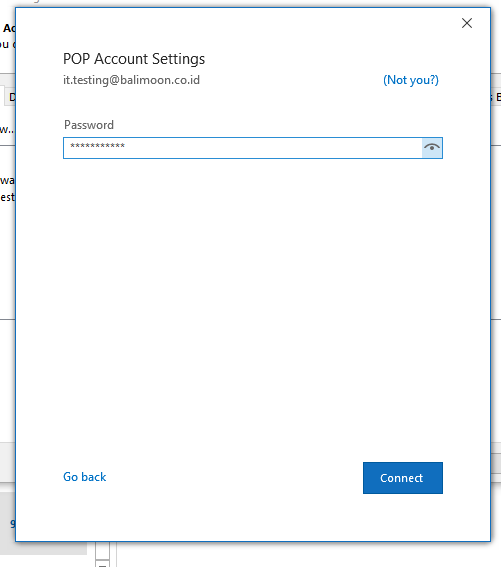 POP Account Settings
it.testing@balimoon.co.id
(Not you?)
Password
***********
Go back
Connect